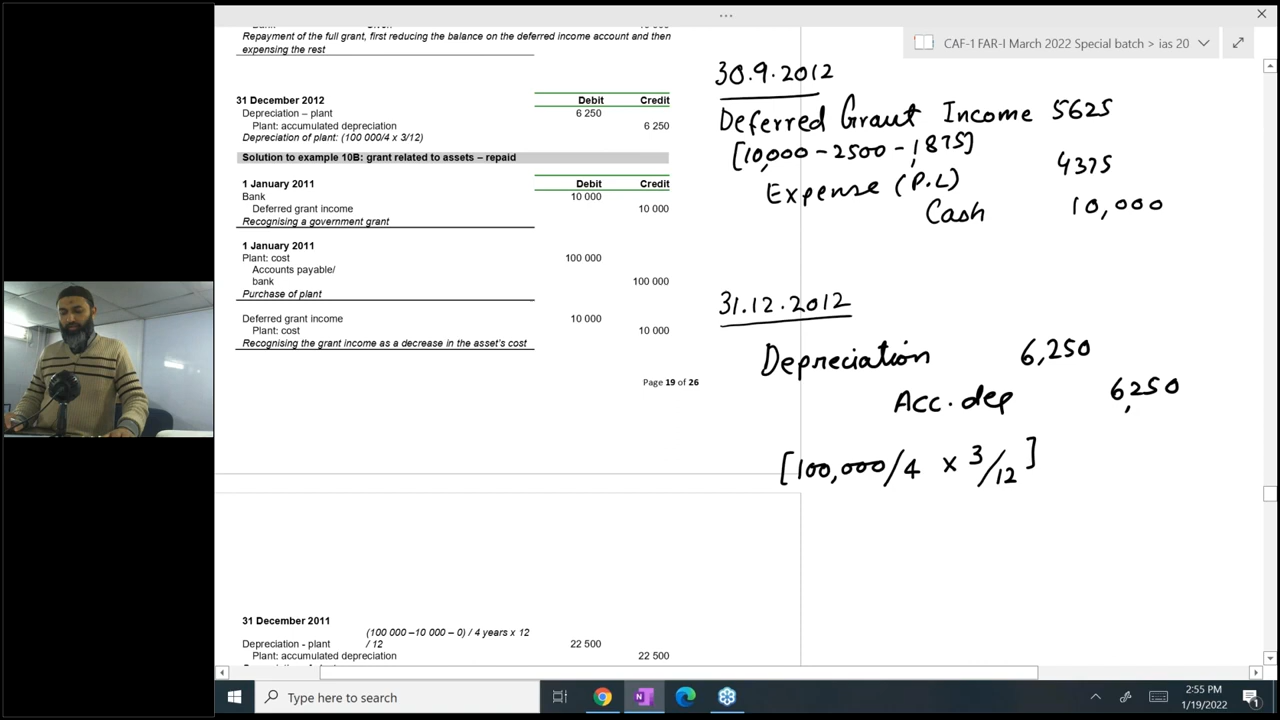 CAF-1 FAR-I March 2022 Special batch > ias 20
Repayment of the full grant, first reducing the balance on the deferred income account and then
expensing the rest
31 December 2012 Debit Credit
Depreciation – plant 6 250
Plant: accumulated depreciation 6 250
Depreciation of plant: (100 000/4 x 3/12)
Solution to example 10B: grant related to assets – repaid
1 January 2011 Debit Credit
Bank 10 000
Deferred grant income 10 000
Recognising a government grant
1 January 2011
Plant: cost 100 000
Accounts payable/
bank 100 000
Purchase of plant
Deferred grant income 10 000
Plant: cost 10 000
Recognising the grant income as a decrease in the asset's cost
Page 19 of 26
31 December 2011
(100 000 –10 000 – 0) / 4 years x 12
Depreciation - plant / 12 22 500
Plant: accumulated depreciation 22 500
30.9.2012
Deferred Grant Income 5625
[10,000 – 2500 – 1,875]
Expense (P.L) 4375
Cash 10,000
31.12.2012
Depreciation 6,250
Acc. dep 6,250
[100,000/4 x 3/12]
Type here to search
2:55 PM
1/19/2022
1